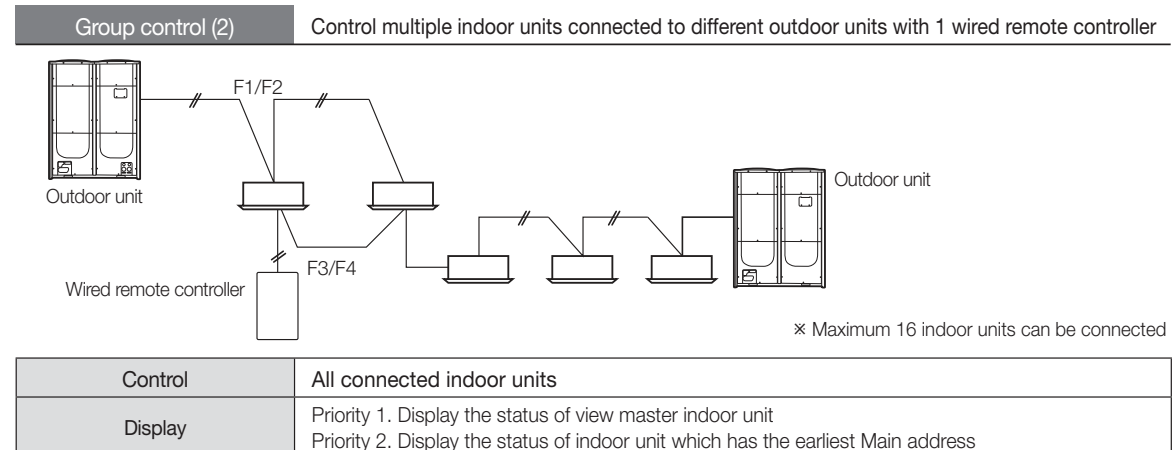 Group control (2)
Control multiple indoor units connected to different outdoor units with 1 wired remote controller
F1/F2
Outdoor unit
Outdoor unit
F3/F4
Wired remote controller
※ Maximum 16 indoor units can be connected
Control
All connected indoor units
Display
Priority 1. Display the status of view master indoor unit
Priority 2. Display the status of indoor unit which has the earliest Main address